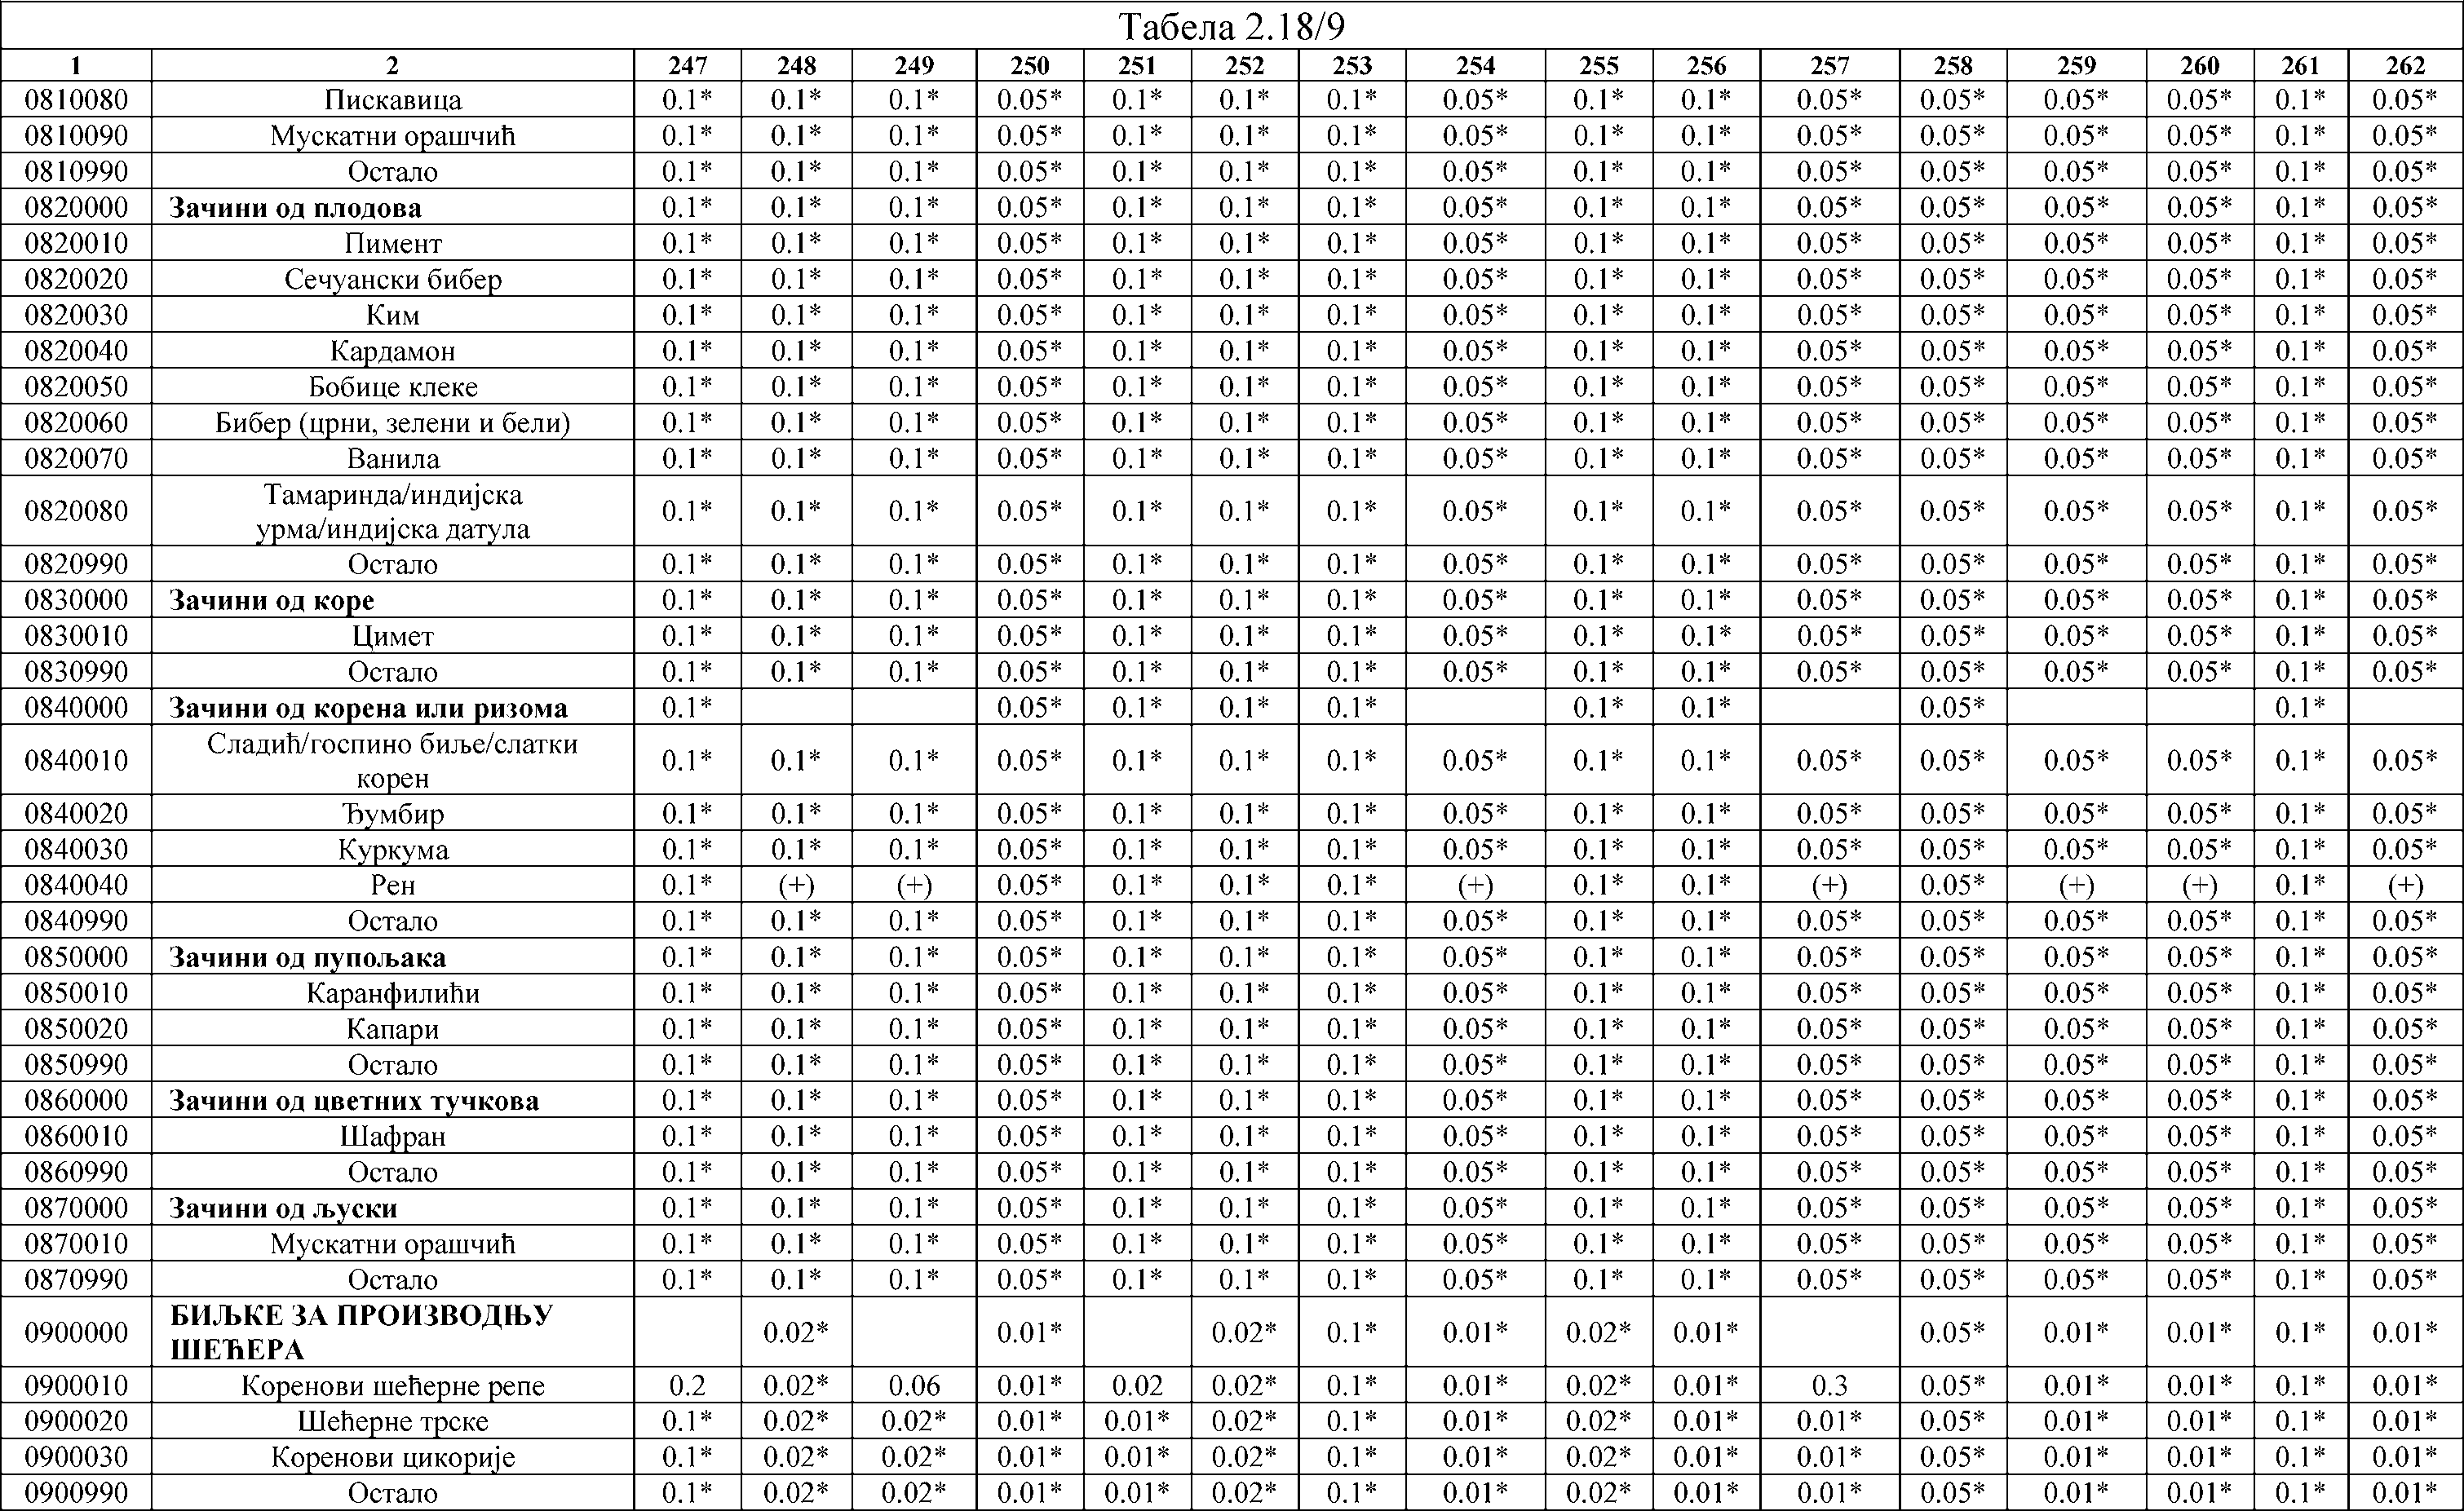 Табела 2.18/9
1 2 247 248 249 250 251 252 253 254 255 256 257 258 259 260 261 262
0810080 Пискавица 0.1* 0.1* 0.1* 0.05* 0.1* 0.1* 0.1* 0.05* 0.1* 0.1* 0.05* 0.05* 0.05* 0.05* 0.1* 0.05*
0810090 Мускатни орашчић 0.1* 0.1* 0.1* 0.05* 0.1* 0.1* 0.1* 0.05* 0.1* 0.1* 0.05* 0.05* 0.05* 0.05* 0.1* 0.05*
0810990 Остало 0.1* 0.1* 0.1* 0.05* 0.1* 0.1* 0.1* 0.05* 0.1* 0.1* 0.05* 0.05* 0.05* 0.05* 0.1* 0.05*
0820000 Зачини од плодова 0.1* 0.1* 0.1* 0.05* 0.1* 0.1* 0.1* 0.05* 0.1* 0.1* 0.05* 0.05* 0.05* 0.05* 0.1* 0.05*
0820010 Пимент 0.1* 0.1* 0.1* 0.05* 0.1* 0.1* 0.1* 0.05* 0.1* 0.1* 0.05* 0.05* 0.05* 0.05* 0.1* 0.05*
0820020 Сечуански бибер 0.1* 0.1* 0.1* 0.05* 0.1* 0.1* 0.1* 0.05* 0.1* 0.1* 0.05* 0.05* 0.05* 0.05* 0.1* 0.05*
0820030 Ким 0.1* 0.1* 0.1* 0.05* 0.1* 0.1* 0.1* 0.05* 0.1* 0.1* 0.05* 0.05* 0.05* 0.05* 0.1* 0.05*
0820040 Кардамон 0.1* 0.1* 0.1* 0.05* 0.1* 0.1* 0.1* 0.05* 0.1* 0.1* 0.05* 0.05* 0.05* 0.05* 0.1* 0.05*
0820050 Бобице клеке 0.1* 0.1* 0.1* 0.05* 0.1* 0.1* 0.1* 0.05* 0.1* 0.1* 0.05* 0.05* 0.05* 0.05* 0.1* 0.05*
0820060 Бибер (црни, зелени и бели) 0.1* 0.1* 0.1* 0.05* 0.1* 0.1* 0.1* 0.05* 0.1* 0.1* 0.05* 0.05* 0.05* 0.05* 0.1* 0.05*
0820070 Ванила 0.1* 0.1* 0.1* 0.05* 0.1* 0.1* 0.1* 0.05* 0.1* 0.1* 0.05* 0.05* 0.05* 0.05* 0.1* 0.05*
Тамаринда/индијска
0820080 урма/индијска датула 0.1* 0.1* 0.1* 0.05* 0.1* 0.1* 0.1* 0.05* 0.1* 0.1* 0.05* 0.05* 0.05* 0.05* 0.1* 0.05*
0820990 Остало 0.1* 0.1* 0.1* 0.05* 0.1* 0.1* 0.1* 0.05* 0.1* 0.1* 0.05* 0.05* 0.05* 0.05* 0.1* 0.05*
0830000 Зачини од коре 0.1* 0.1* 0.1* 0.05* 0.1* 0.1* 0.1* 0.05* 0.1* 0.1* 0.05* 0.05* 0.05* 0.05* 0.1* 0.05*
0830010 Цимет 0.1* 0.1* 0.1* 0.05* 0.1* 0.1* 0.1* 0.05* 0.1* 0.1* 0.05* 0.05* 0.05* 0.05* 0.1* 0.05*
0830990 Остало 0.1* 0.1* 0.1* 0.05* 0.1* 0.1* 0.1* 0.05* 0.1* 0.1* 0.05* 0.05* 0.05* 0.05* 0.1* 0.05*
0840000 Зачини од корена или ризома 0.1* 0.05* 0.1* 0.1* 0.1* 0.1* 0.1* 0.05* 0.1*
Сладић/госпино биље/слатки
0840010 корен 0.1* 0.1* 0.1* 0.05* 0.1* 0.1* 0.1* 0.05* 0.1* 0.1* 0.05* 0.05* 0.05* 0.05* 0.1* 0.05*
0840020 Ђумбир 0.1* 0.1* 0.1* 0.05* 0.1* 0.1* 0.1* 0.05* 0.1* 0.1* 0.05* 0.05* 0.05* 0.05* 0.1* 0.05*
0840030 Куркума 0.1* 0.1* 0.1* 0.05* 0.1* 0.1* 0.1* 0.05* 0.1* 0.1* 0.05* 0.05* 0.05* 0.05* 0.1* 0.05*
0840040 Рен 0.1* (+) (+) 0.05* 0.1* 0.1* 0.1* (+) 0.1* 0.1* (+) 0.05* (+) (+) 0.1* (+)
0840990 Остало 0.1* 0.1* 0.1* 0.05* 0.1* 0.1* 0.1* 0.05* 0.1* 0.1* 0.05* 0.05* 0.05* 0.05* 0.1* 0.05*
0850000 Зачини од пупољака 0.1* 0.1* 0.1* 0.05* 0.1* 0.1* 0.1* 0.05* 0.1* 0.1* 0.05* 0.05* 0.05* 0.05* 0.1* 0.05*
0850010 Каранфилићи 0.1* 0.1* 0.1* 0.05* 0.1* 0.1* 0.1* 0.05* 0.1* 0.1* 0.05* 0.05* 0.05* 0.05* 0.1* 0.05*
0850020 Капари 0.1* 0.1* 0.1* 0.05* 0.1* 0.1* 0.1* 0.05* 0.1* 0.1* 0.05* 0.05* 0.05* 0.05* 0.1* 0.05*
0850990 Остало 0.1* 0.1* 0.1* 0.05* 0.1* 0.1* 0.1* 0.05* 0.1* 0.1* 0.05* 0.05* 0.05* 0.05* 0.1* 0.05*
0860000 Зачини од цветних тучкова 0.1* 0.1* 0.1* 0.05* 0.1* 0.1* 0.1* 0.05* 0.1* 0.1* 0.05* 0.05* 0.05* 0.05* 0.1* 0.05*
0860010 Шафран 0.1* 0.1* 0.1* 0.05* 0.1* 0.1* 0.1* 0.05* 0.1* 0.1* 0.05* 0.05* 0.05* 0.05* 0.1* 0.05*
0860990 Остало 0.1* 0.1* 0.1* 0.05* 0.1* 0.1* 0.1* 0.05* 0.1* 0.1* 0.05* 0.05* 0.05* 0.05* 0.1* 0.05*
0870000 Зачини од љуски 0.1* 0.1* 0.1* 0.05* 0.1* 0.1* 0.1* 0.05* 0.1* 0.1* 0.05* 0.05* 0.05* 0.05* 0.1* 0.05*
0870010 Мускатни орашчић 0.1* 0.1* 0.1* 0.05* 0.1* 0.1* 0.1* 0.05* 0.1* 0.1* 0.05* 0.05* 0.05* 0.05* 0.1* 0.05*
0870990 Остало 0.1* 0.1* 0.1* 0.05* 0.1* 0.1* 0.1* 0.05* 0.1* 0.1* 0.05* 0.05* 0.05* 0.05* 0.1* 0.05*
БИЉКЕ ЗА ПРОИЗВОДЊУ
0900000 ШЕЋЕРА 0.02* 0.01* 0.02* 0.1* 0.01* 0.02* 0.01* 0.05* 0.01* 0.01* 0.1* 0.01*
0900010 Коренови шећерне репе 0.2 0.02* 0.06 0.01* 0.02 0.02* 0.1* 0.01* 0.02* 0.01* 0.3 0.05* 0.01* 0.01* 0.1* 0.01*
0900020 Шећерне трске 0.1* 0.02* 0.02* 0.01* 0.01* 0.02* 0.1* 0.01* 0.02* 0.01* 0.01* 0.05* 0.01* 0.01* 0.1* 0.01*
0900030 Коренови цикорије 0.1* 0.02* 0.02* 0.01* 0.01* 0.02* 0.1* 0.01* 0.02* 0.01* 0.01* 0.05* 0.01* 0.01* 0.1* 0.01*
0900990 Остало 0.1* 0.02* 0.02* 0.01* 0.01* 0.02* 0.1* 0.01* 0.02* 0.01* 0.01* 0.05* 0.01* 0.01* 0.1* 0.01*